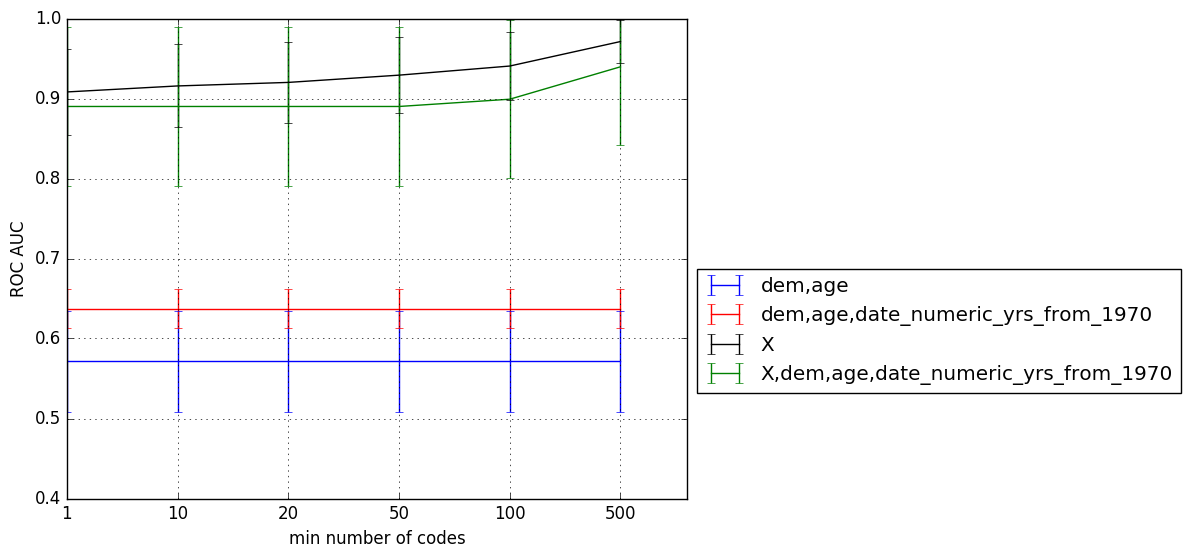 1.0
0.9
0.8
0.7
0.6
0.5
0.4
ROC AUC
1 10 20 50 100 500
min number of codes
dem,age
dem,age,date_numeric_yrs_from_1970
X
X,dem,age,date_numeric_yrs_from_1970